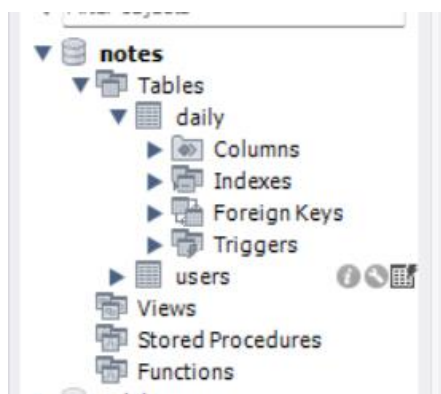 notes
Tables
daily
Columns
Indexes
Foreign Keys
Triggers
users
Views
Stored Procedures
Functions